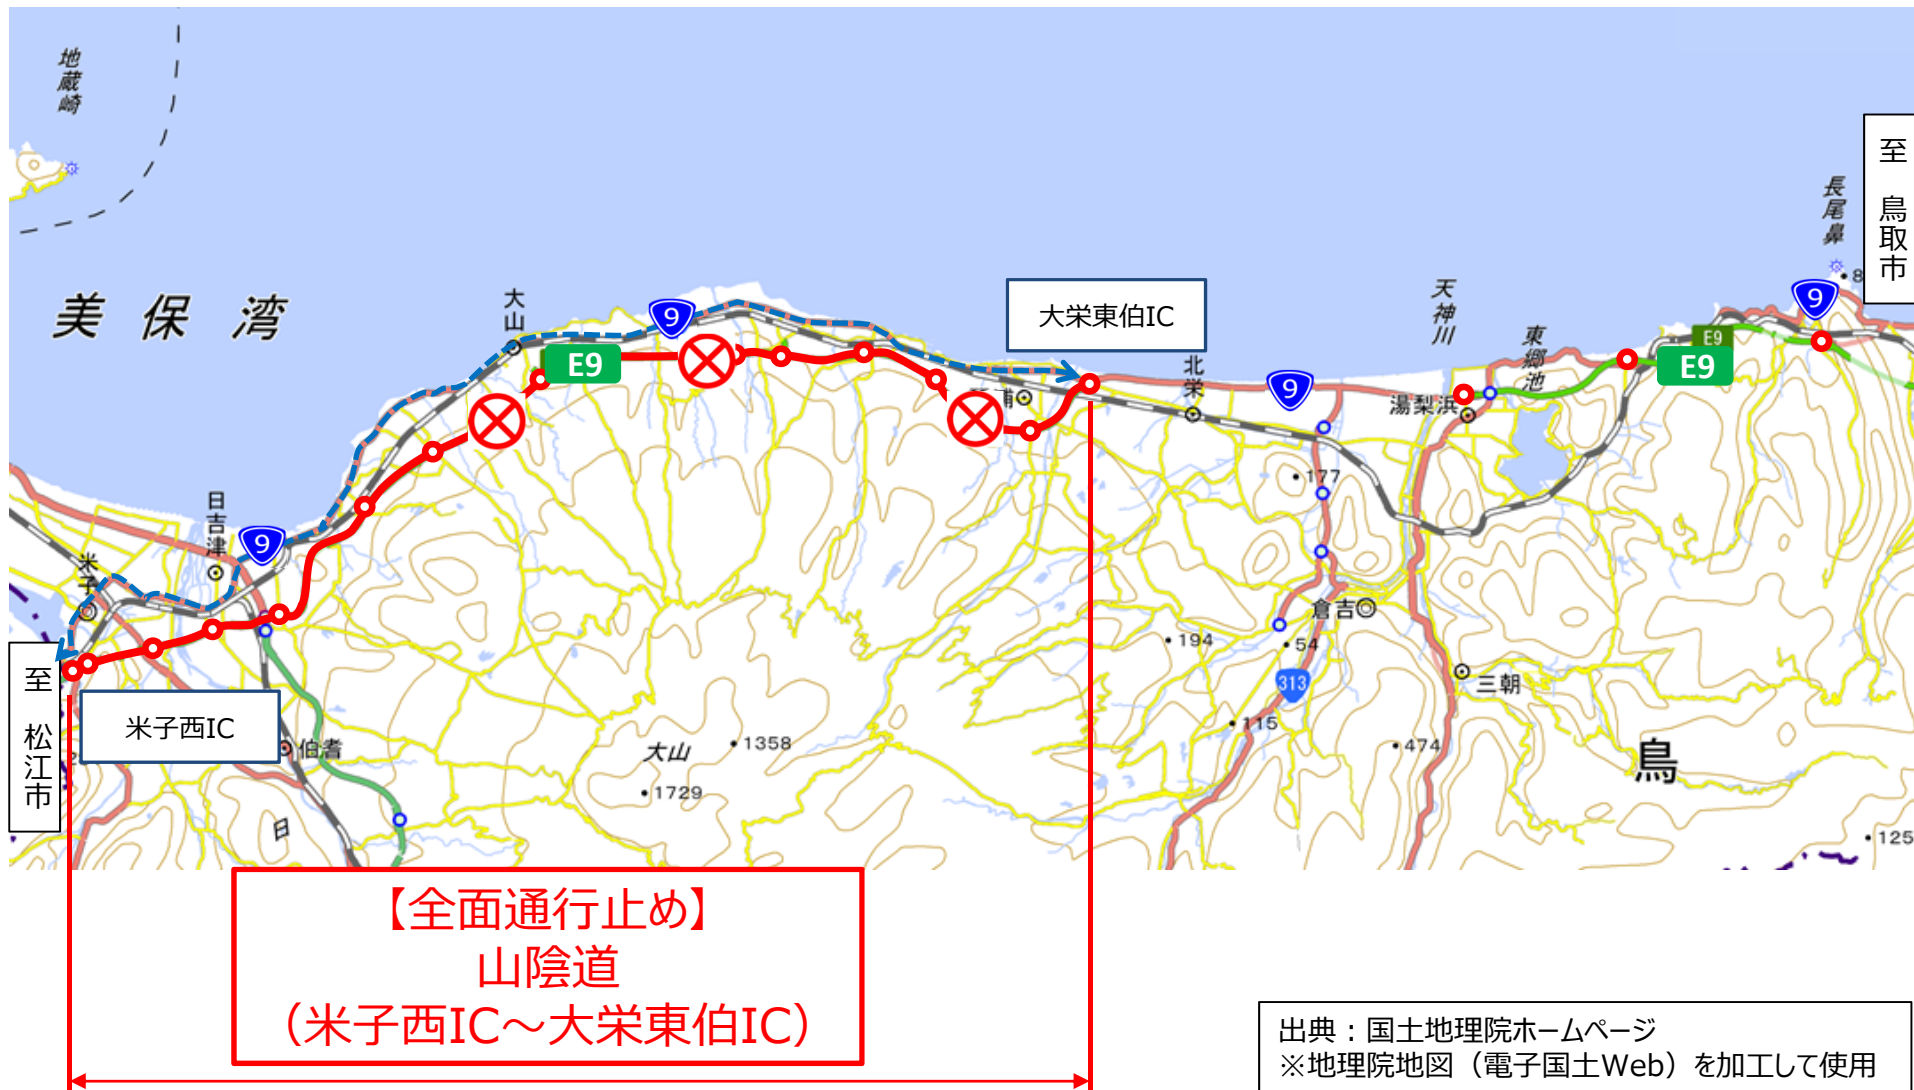 地蔵崎
美保湾
至 鳥取市
長尾鼻
8
9
E9
E9
大山
9
E9
大栄東伯IC
北栄
9
天神川
東郷池
湯梨浜
浦
177
日吉津
9
米子
倉吉
194
54
313
三朝
115
474
鳥
125
至 松江市
米子西IC
伯耆
日
大山
1358
1729
【全面通行止め】
山陰道
（米子西IC～大栄東伯IC）
出典：国土地理院ホームページ
※地理院地図（電子国土Web）を加工して使用